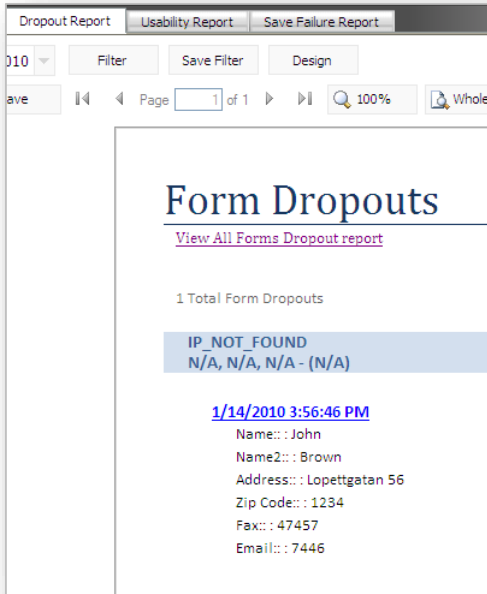 Dropout Report Usability Report Save Failure Report
010 Filter Save Filter Design
ave Page 1 of 1 100% Whole
Form Dropouts
View All Forms Dropout report
1 Total Form Dropouts
IP_NOT_FOUND
N/A, N/A, N/A - (N/A)
1/14/2010 3:56:46 PM
Name:: : John
Name2:: : Brown
Address:: : Lopettgatan 56
Zip Code:: : 1234
Fax:: : 47457
Email:: : 7446